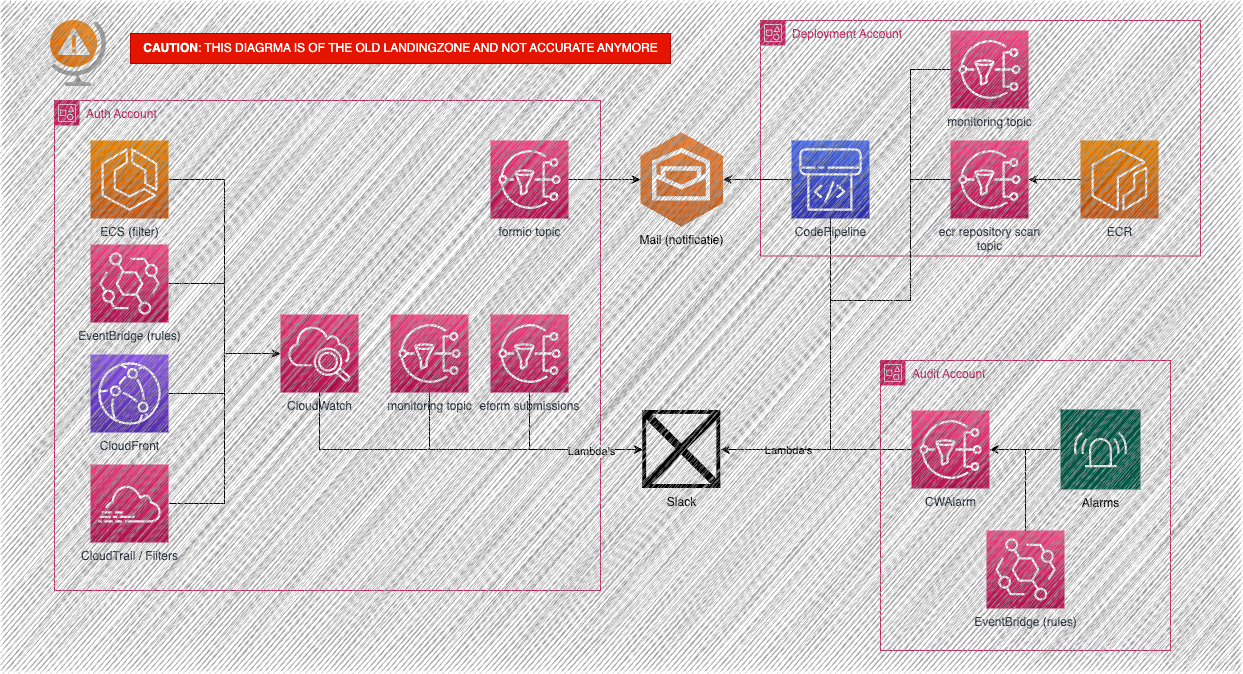 CAUTION: THIS DIAGRMA IS OF THE OLD LANDINGZONE AND NOT ACCURATE ANYMORE
Deployment Account
monitoring topic
Auth Account
ECS (filter)
formio topic
Mail (notificatie)
CodePipeline
ecr repository scan
topic
ECR
EventBridge (rules)
CloudWatch
monitoring topic
eform submissions
Audit Account
CloudFront
Lambda's
Lambda's
Slack
CWAlarm
Alarms
CloudTrail / Filters
EventBridge (rules)